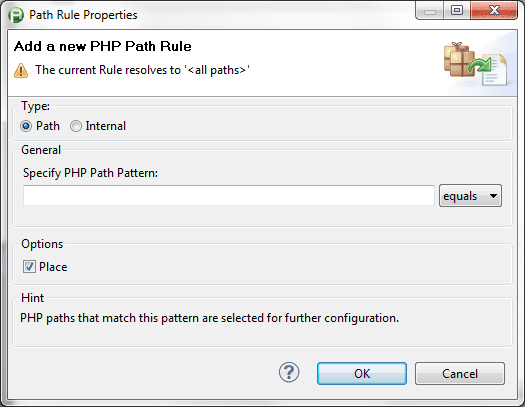 Path Rule Properties
Add a new PHP Path Rule
The current Rule resolves to '<all paths>'
Type:
Path Internal
General
Specify PHP Path Pattern:
equals
Options
Place
Hint
PHP paths that match this pattern are selected for further configuration.
? OK Cancel